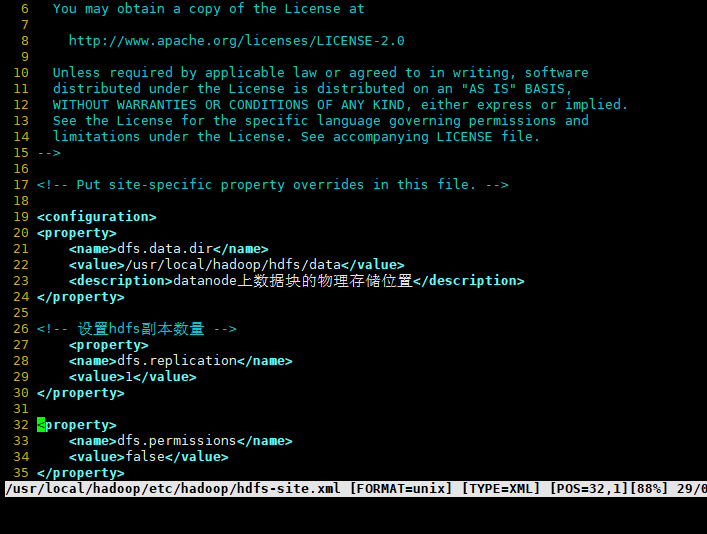 6 You may obtain a copy of the License at
7
8 http://www.apache.org/licenses/LICENSE-2.0
9
10 Unless required by applicable law or agreed to in writing, software
11 distributed under the License is distributed on an "AS IS" BASIS,
12 WITHOUT WARRANTIES OR CONDITIONS OF ANY KIND, either express or implied.
13 See the License for the specific language governing permissions and
14 limitations under the License. See accompanying LICENSE file.
15 -->
16
17 <!-- Put site-specific property overrides in this file. -->
18
19 <configuration>
20 <property>
21 <name>dfs.data.dir</name>
22 <value>/usr/local/hadoop/hdfs/data</value>
23 <description>datanode上数据块的物理存储位置</description>
24 </property>
25
26 <!-- 设置hdfs副本数量 -->
27 <property>
28 <name>dfs.replication</name>
29 <value>1</value>
30 </property>
31
32 <property>
33 <name>dfs.permissions</name>
34 <value>false</value>
35 </property>
/usr/local/hadoop/etc/hadoop/hdfs-site.xml [FORMAT=unix] [TYPE=XML] [POS=32,1][88%] 29/0